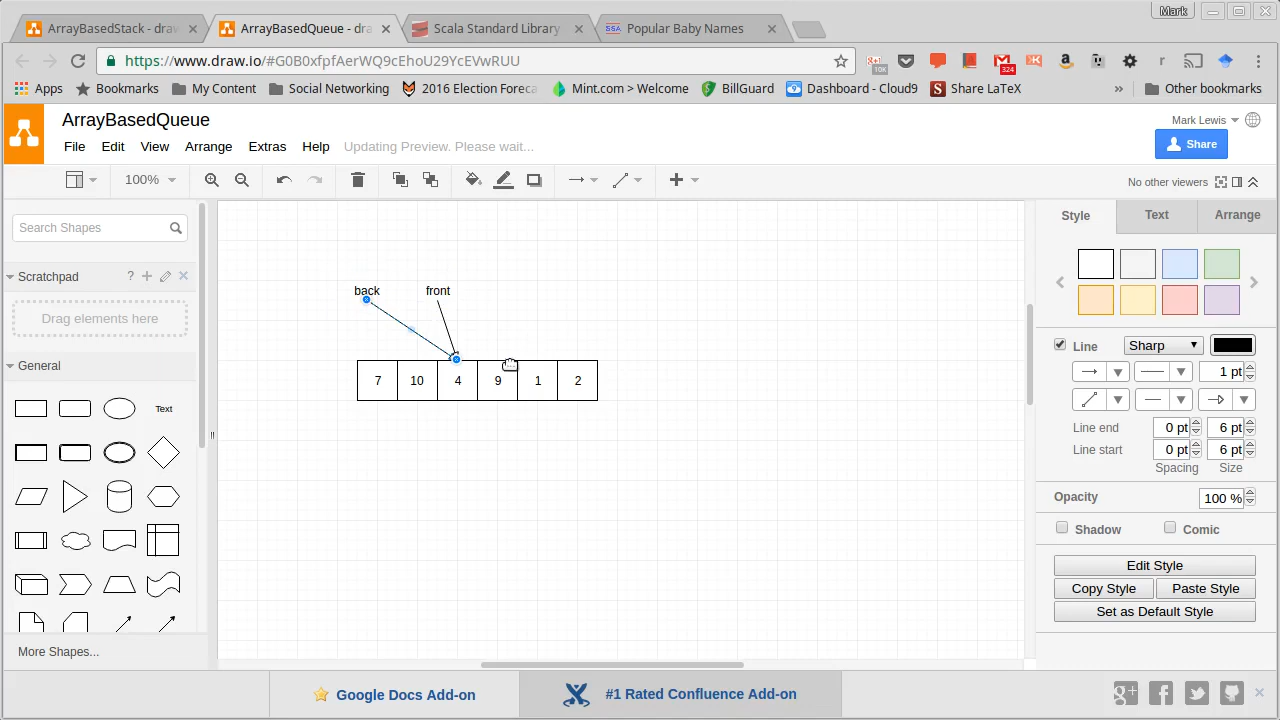 Mark
ArrayBasedStack - draw
ArrayBasedQueue - dra
Scala Standard Library
SSA
Popular Baby Names
https://www.draw.io/#G0B0xfpfAerWQ9cEhoU29YcEVwRUU
10K
324
r
Apps
Bookmarks
My Content
Social Networking
2016 Election Foreca
Mint.com > Welcome
BillGuard
Dashboard - Cloud9
S
Share LaTeX
»
Other bookmarks
ArrayBasedQueue
Mark Lewis
File
Edit
View
Arrange
Extras
Help
Updating Preview. Please wait...
Share
100%
No other viewers
Search Shapes
Scratchpad
?
Drag elements here
General
Text
More Shapes...
back
front
7 10 4 9 1 2
Style
Text
Arrange
Line
Sharp
1 pt
Line end
0 pt
6 pt
Line start
0 pt
6 pt
Spacing
Size
Opacity
100 %
Shadow
Comic
Edit Style
Copy Style
Paste Style
Set as Default Style
Google Docs Add-on
#1 Rated Confluence Add-on
g+